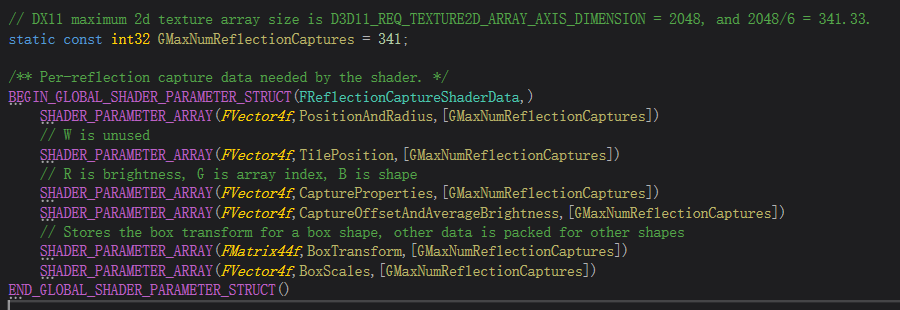 // DX11 maximum 2d texture array size is D3D11_REQ_TEXTURE2D_ARRAY_AXIS_DIMENSION = 2048, and 2048/6 = 341.33.
static const int32 GMaxNumReflectionCaptures = 341;
/** Per-reflection capture data needed by the shader. */
BEGIN_GLOBAL_SHADER_PARAMETER_STRUCT(FReflectionCaptureShaderData,)
SHADER_PARAMETER_ARRAY(FVector4f,PositionAndRadius,[GMaxNumReflectionCaptures])
// W is unused
SHADER_PARAMETER_ARRAY(FVector4f,TilePosition,[GMaxNumReflectionCaptures])
// R is brightness, G is array index, B is shape
SHADER_PARAMETER_ARRAY(FVector4f,CaptureProperties,[GMaxNumReflectionCaptures])
SHADER_PARAMETER_ARRAY(FVector4f,CaptureOffsetAndAverageBrightness,[GMaxNumReflectionCaptures])
// Stores the box transform for a box shape, other data is packed for other shapes
SHADER_PARAMETER_ARRAY(FMatrix44f,BoxTransform,[GMaxNumReflectionCaptures])
SHADER_PARAMETER_ARRAY(FVector4f,BoxScales,[GMaxNumReflectionCaptures])
END_GLOBAL_SHADER_PARAMETER_STRUCT()